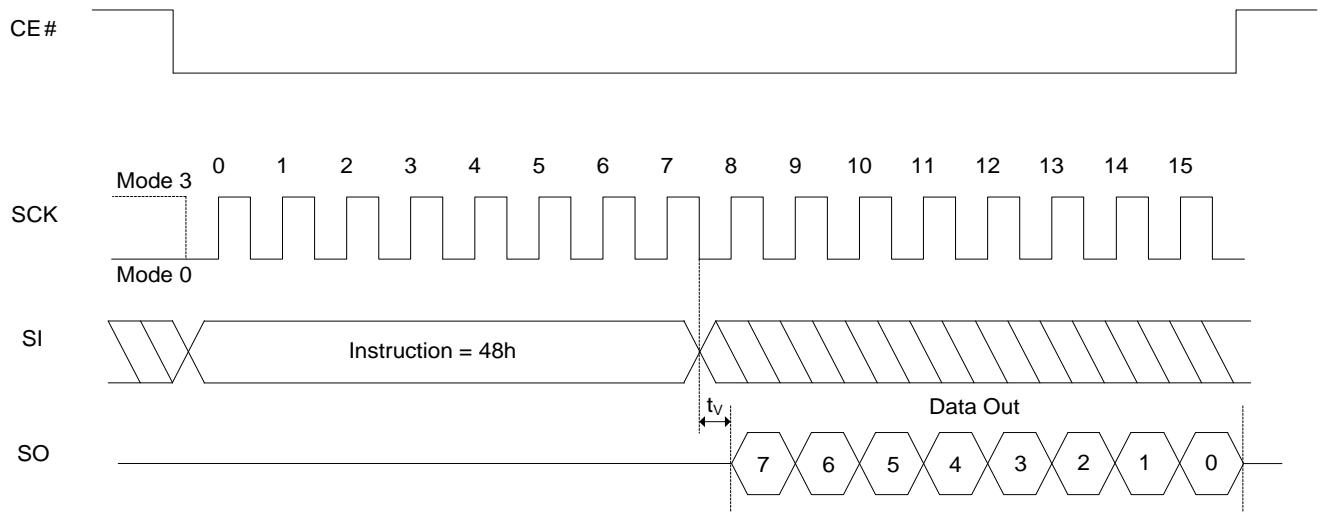 CE#
0 1 2 3 4 5 6 7 8 9 10 11 12 13 14 15
Mode 3
SCK
Mode 0
SI
Instruction = 48h
tV
Data Out
SO
7 6 5 4 3 2 1 0